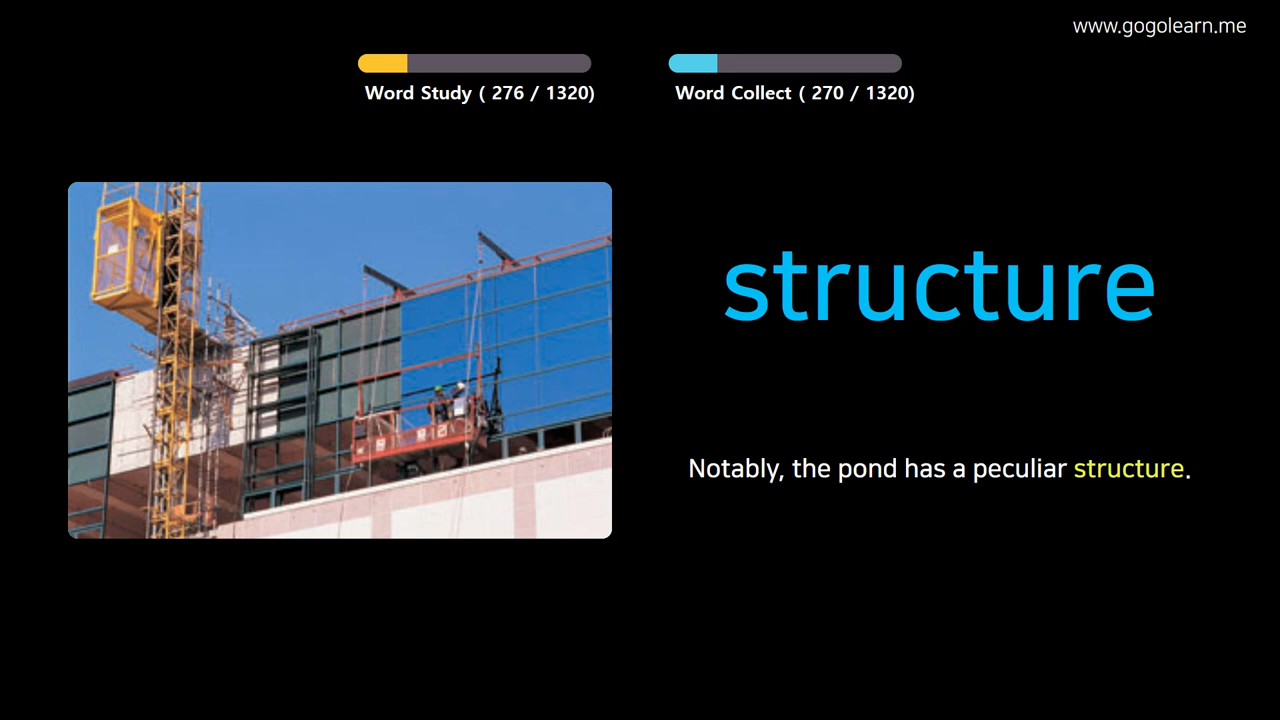 www.gogolearn.me
Word Study ( 276 / 1320)
Word Collect ( 270 / 1320)
structure
Notably, the pond has a peculiar structure.